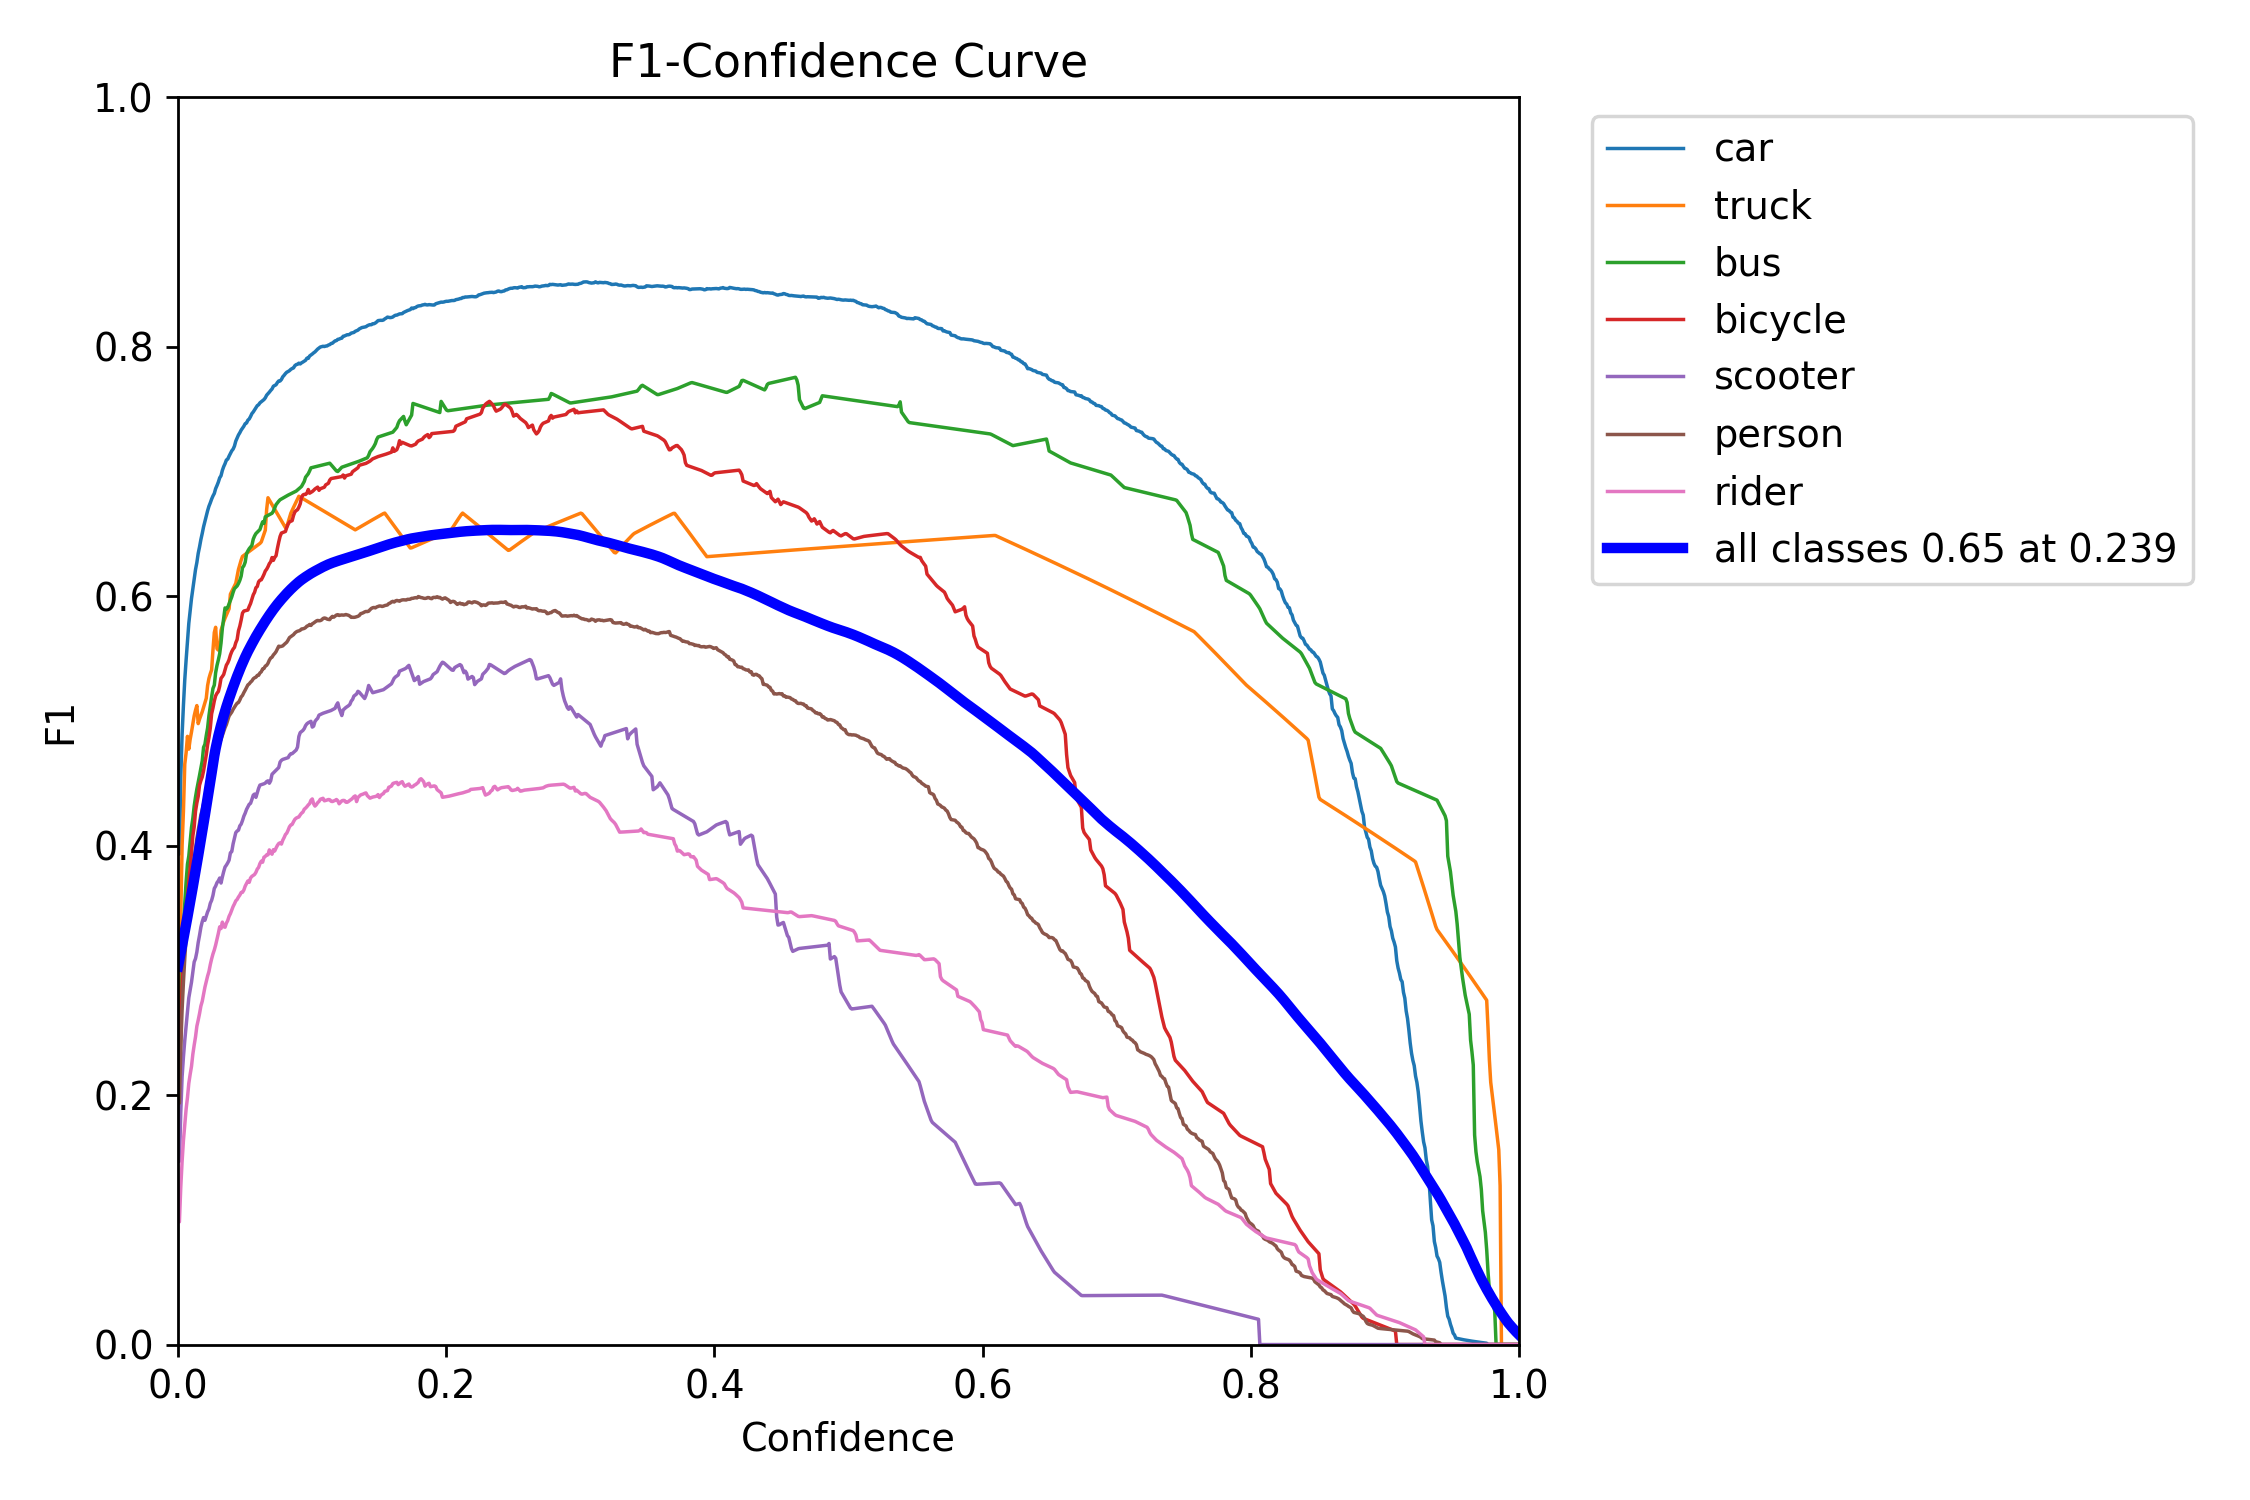 F1-Confidence Curve
1.0
0.8
0.6
0.4
0.2
0.0
F1
0.0 0.2 0.4 0.6 0.8 1.0
Confidence
car
truck
bus
bicycle
scooter
person
rider
all classes 0.65 at 0.239